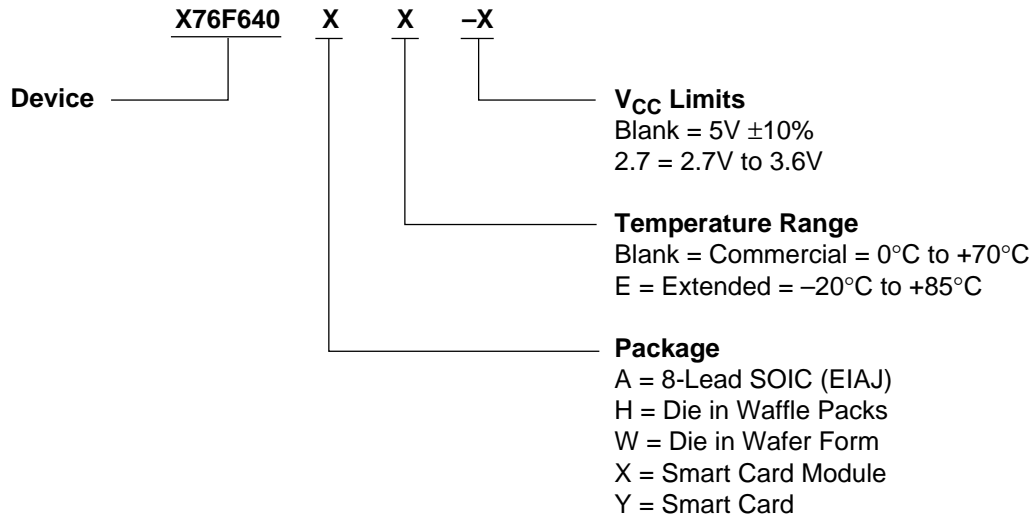 X76F640 X X –X
Device
VCC Limits
Blank = 5V ±10%
2.7 = 2.7V to 3.6V
Temperature Range
Blank = Commercial = 0°C to +70°C
E = Extended = –20°C to +85°C
Package
A = 8-Lead SOIC (EIAJ)
H = Die in Waffle Packs
W = Die in Wafer Form
X = Smart Card Module
Y = Smart Card